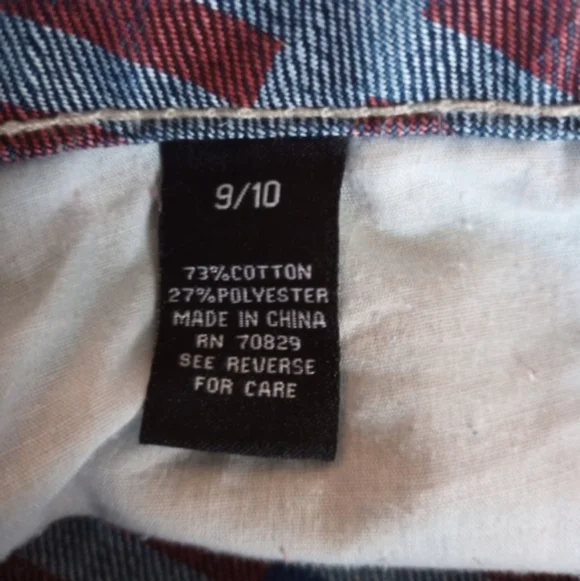 9/10
73%COTTON
27%POLYESTER
MADE IN CHINA
RN 70829
SEE REVERSE
FOR CARE